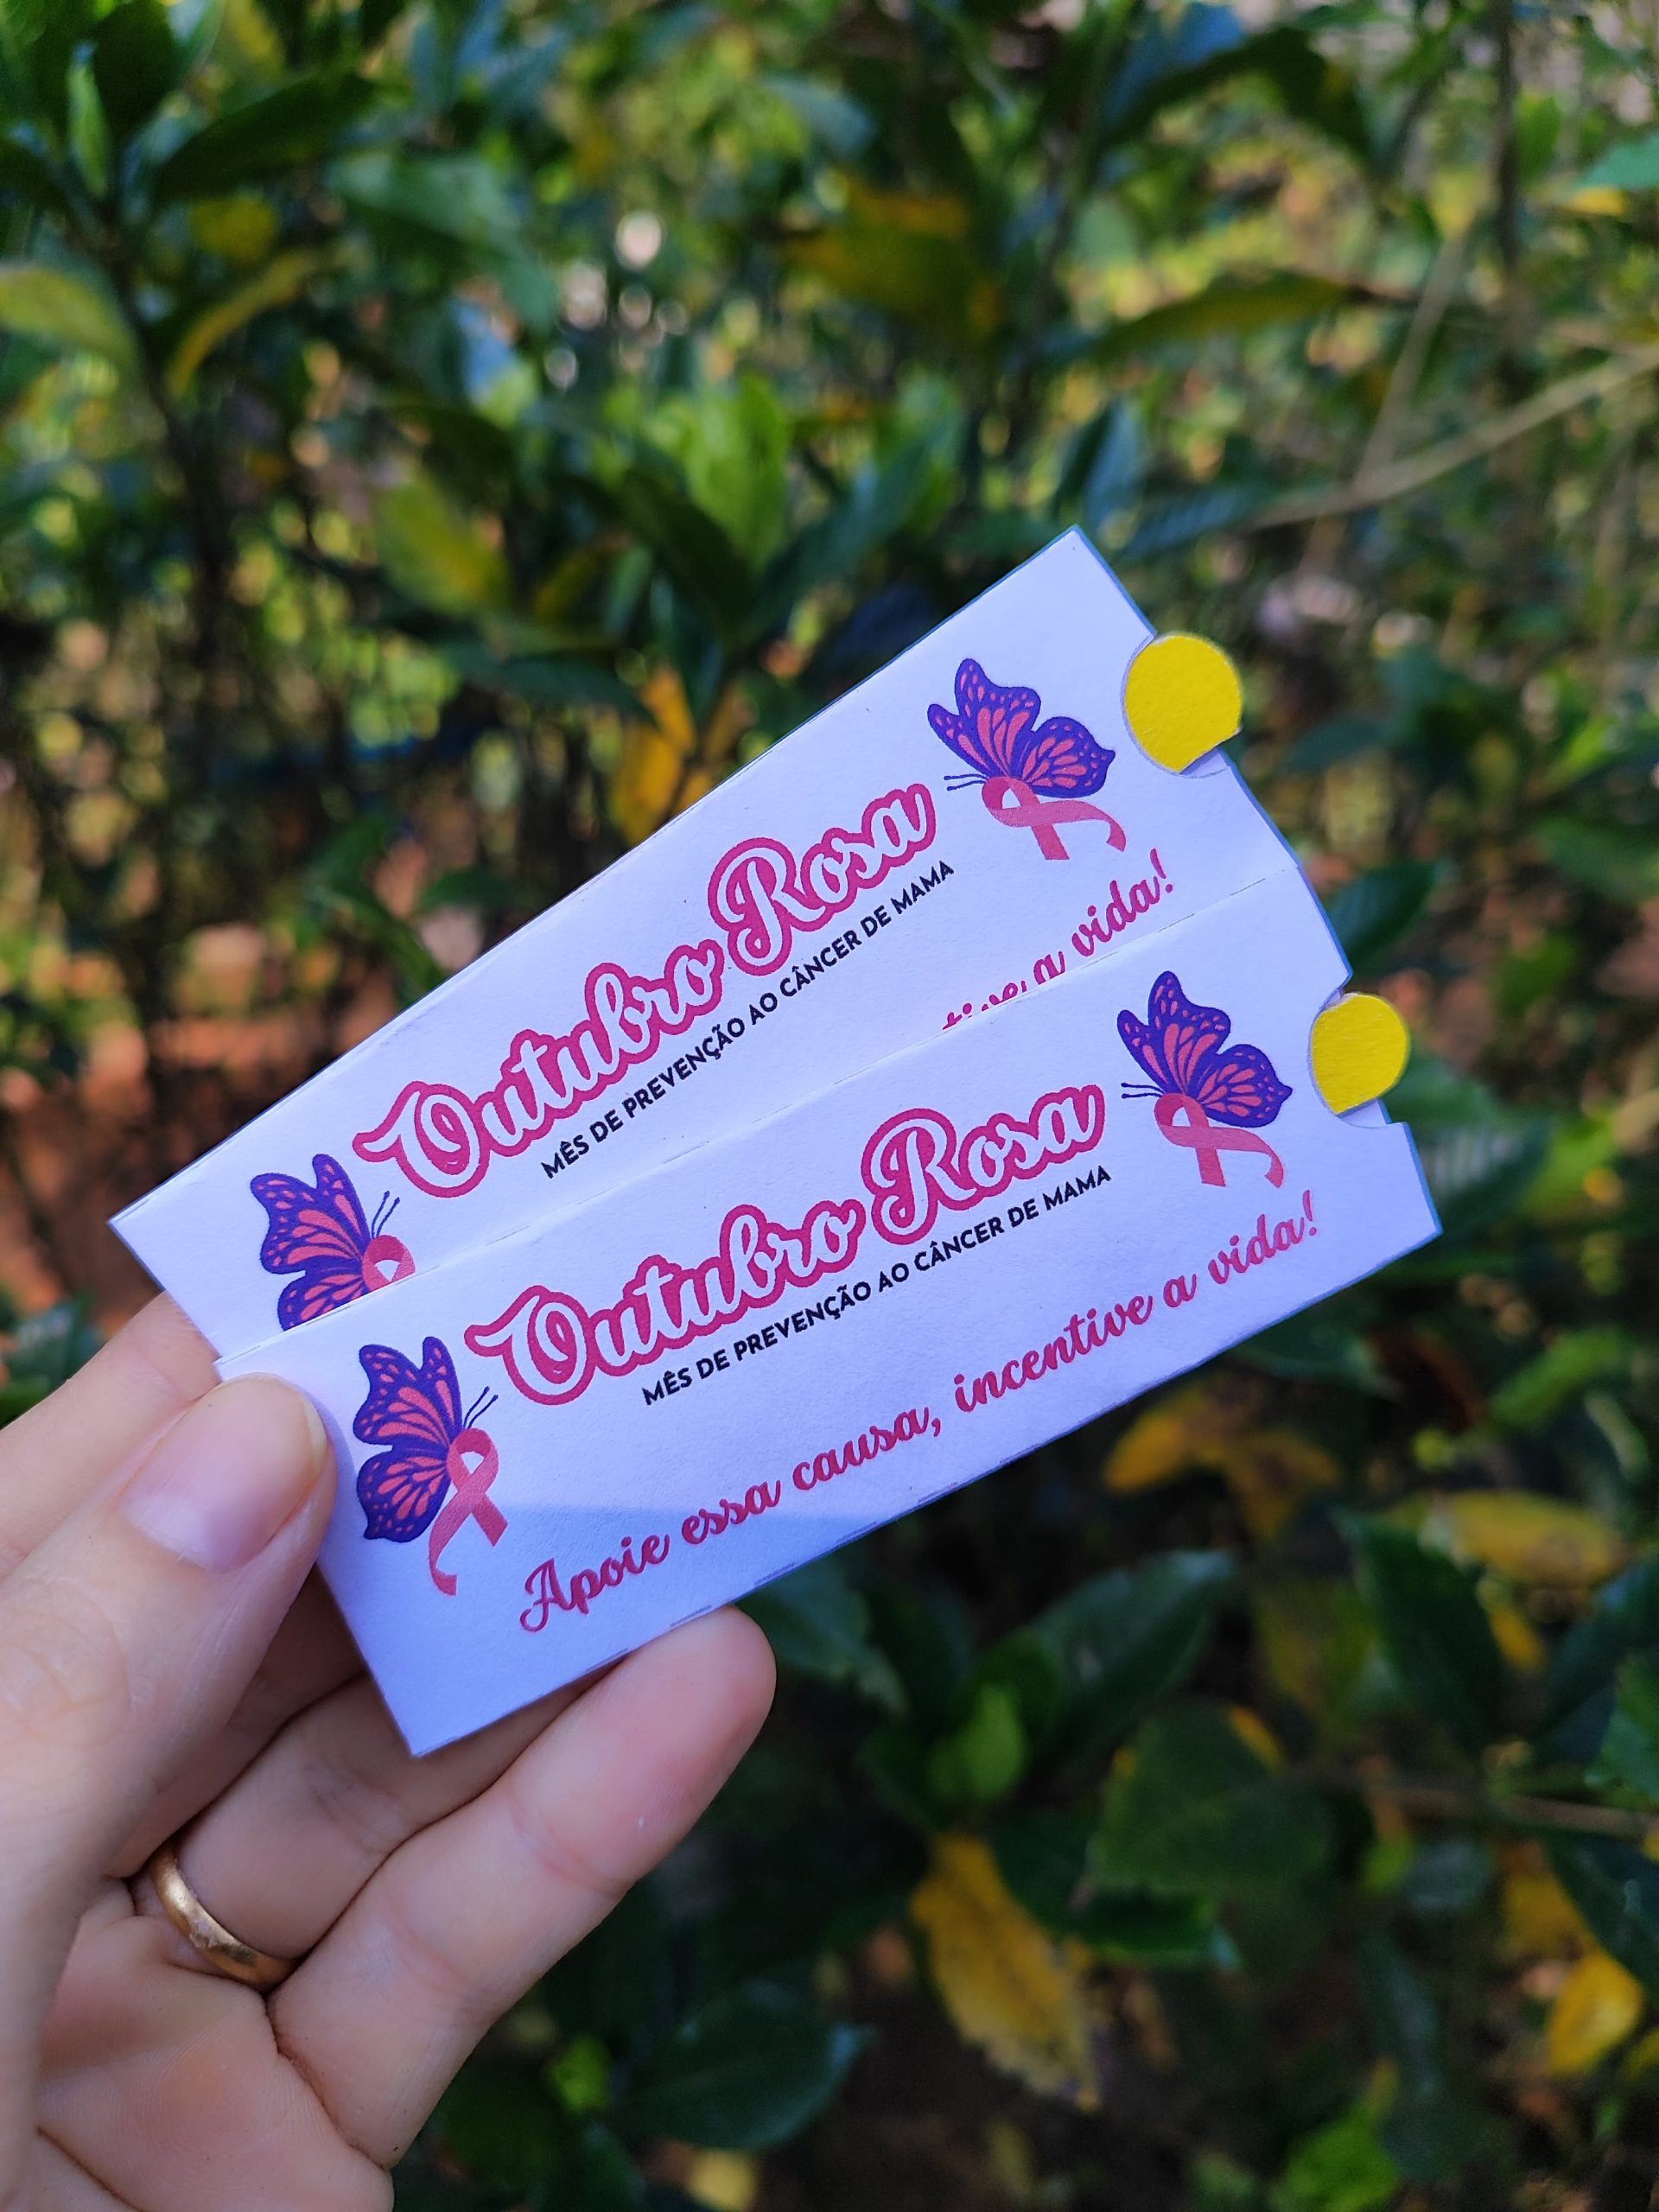 Outubro Rosa
MÊS DE PREVENÇÃO AO CÂNCER DE MAMA
a vida!
Outubro Rosa
MÊS DE PREVENÇÃO AO CÂNCER DE MAMA
Apoie essa causa, incentive a vida!